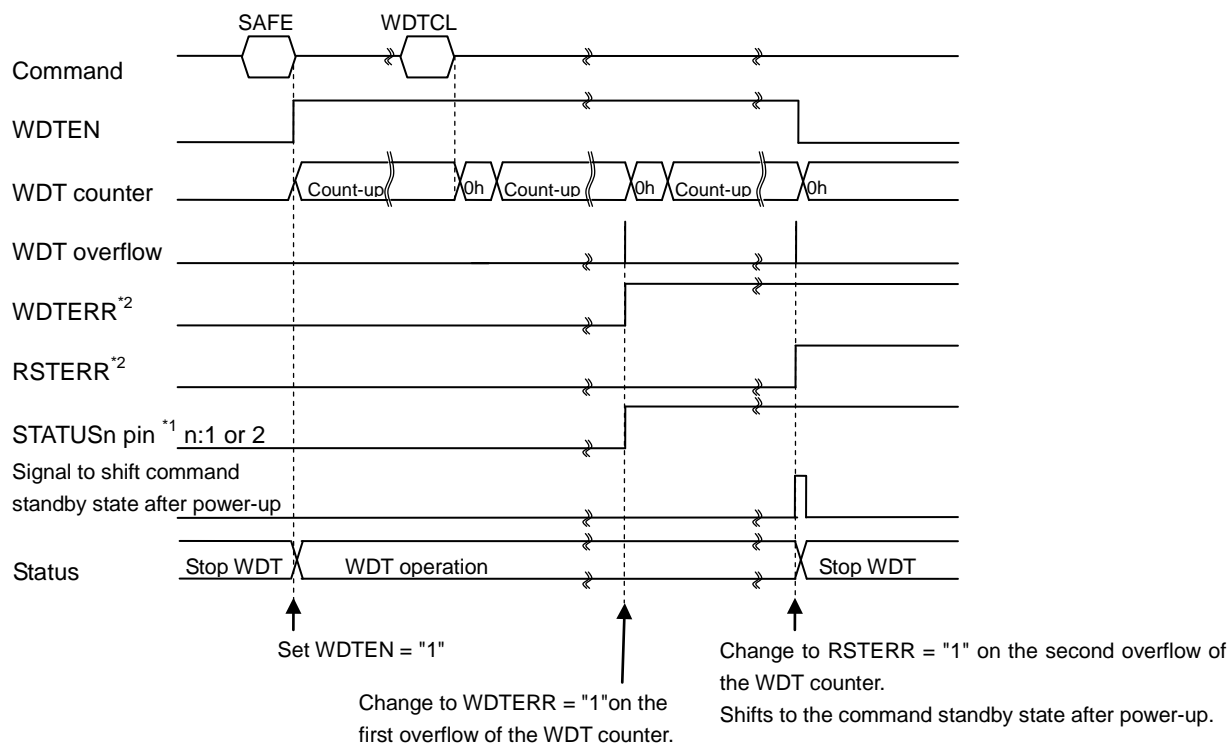 SAFE WDTCL
Command
WDTEN
WDT counter Count-up 0h Count-up 0h Count-up 0h
WDT overflow
WDTERR*2
RSTERR*2
STATUSn pin *1 n:1 or 2
Signal to shift command
standby state after power-up
Status Stop WDT WDT operation Stop WDT
Set WDTEN = "1"
Change to WDTERR = "1"on the
first overflow of the WDT counter.
Change to RSTERR = "1" on the second overflow of
the WDT counter.
Shifts to the command standby state after power-up.